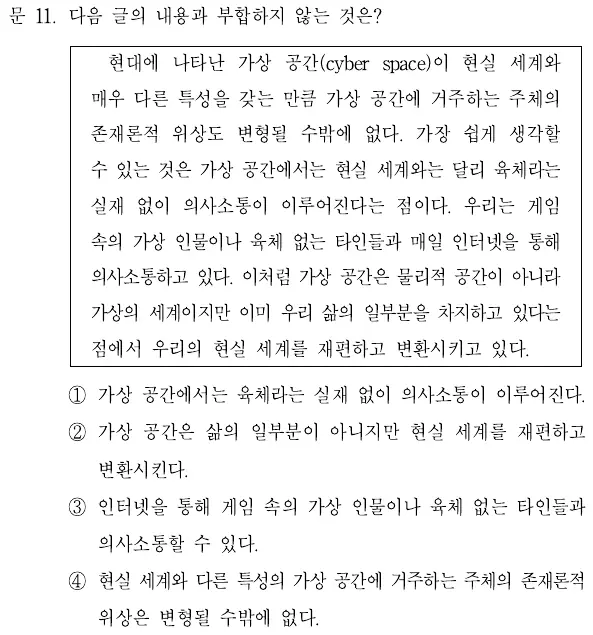 문 11. 다음 글의 내용과 부합하지 않는 것은?
현대에 나타난 가상 공간(cyber space)이 현실 세계와
매우 다른 특성을 갖는 만큼 가상 공간에 거주하는 주체의
존재론적 위상도 변형될 수밖에 없다. 가장 쉽게 생각할
수 있는 것은 가상 공간에서는 현실 세계와는 달리 육체라는
실재 없이 의사소통이 이루어진다는 점이다. 우리는 게임
속의 가상 인물이나 육체 없는 타인들과 매일 인터넷을 통해
의사소통하고 있다. 이처럼 가상 공간은 물리적 공간이 아니라
가상의 세계이지만 이미 우리 삶의 일부분을 차지하고 있다는
점에서 우리의 현실 세계를 재편하고 변환시키고 있다.
① 가상 공간에서는 육체라는 실재 없이 의사소통이 이루어진다.
② 가상 공간은 삶의 일부분이 아니지만 현실 세계를 재편하고
변환시킨다.
③ 인터넷을 통해 게임 속의 가상 인물이나 육체 없는 타인들과
의사소통할 수 있다.
④ 현실 세계와 다른 특성의 가상 공간에 거주하는 주체의 존재론적
위상은 변형될 수밖에 없다.